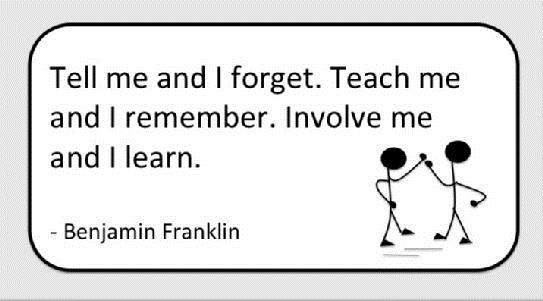 Tell me and I forget. Teach me
and I remember. Involve me
and I learn.
- Benjamin Franklin